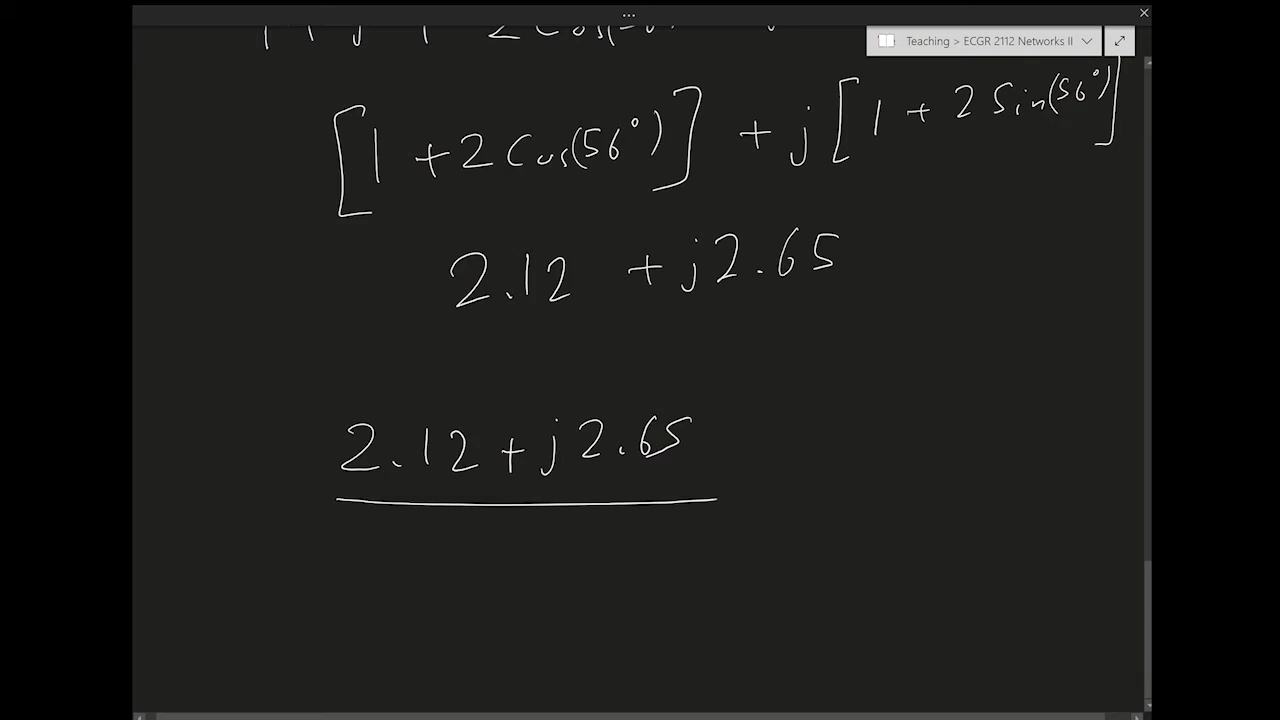 Teaching > ECGR 2112 Networks II
[1 + 2 Cos(56°)] + j[1 + 2 Sin(56°)]
2.12 + j2.65
2.12 + j2.65